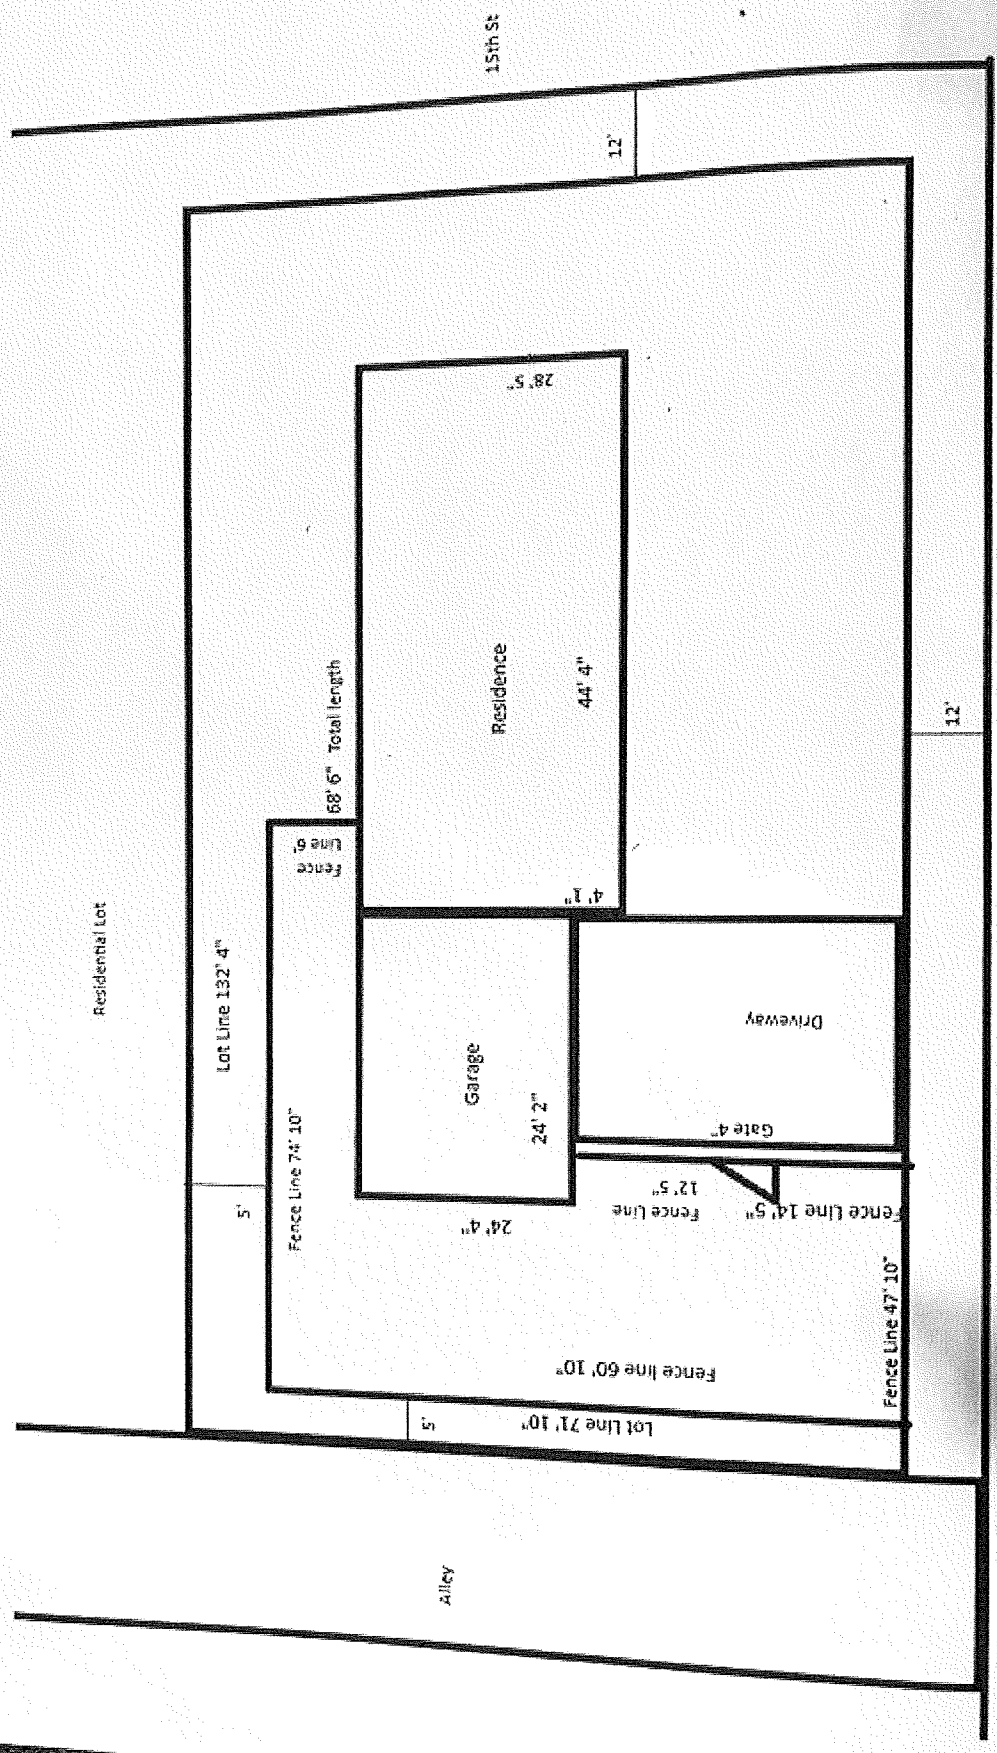 15th St
12'
28' 5"
Residential Lot
Lot Line 132' 4"
68' 6" Total length
Residence
44' 4"
Fence
Line 6'
4' 1"
12'
Fence Line 74' 10"
5'
Garage
24' 2"
24' 4"
Driveway
Gate 4"
Fence Line
12' 5"
Fence Line 14' 5"
Fence Line 47' 10"
Fence line 60' 10"
Lot Line 71' 10"
5'
Alley